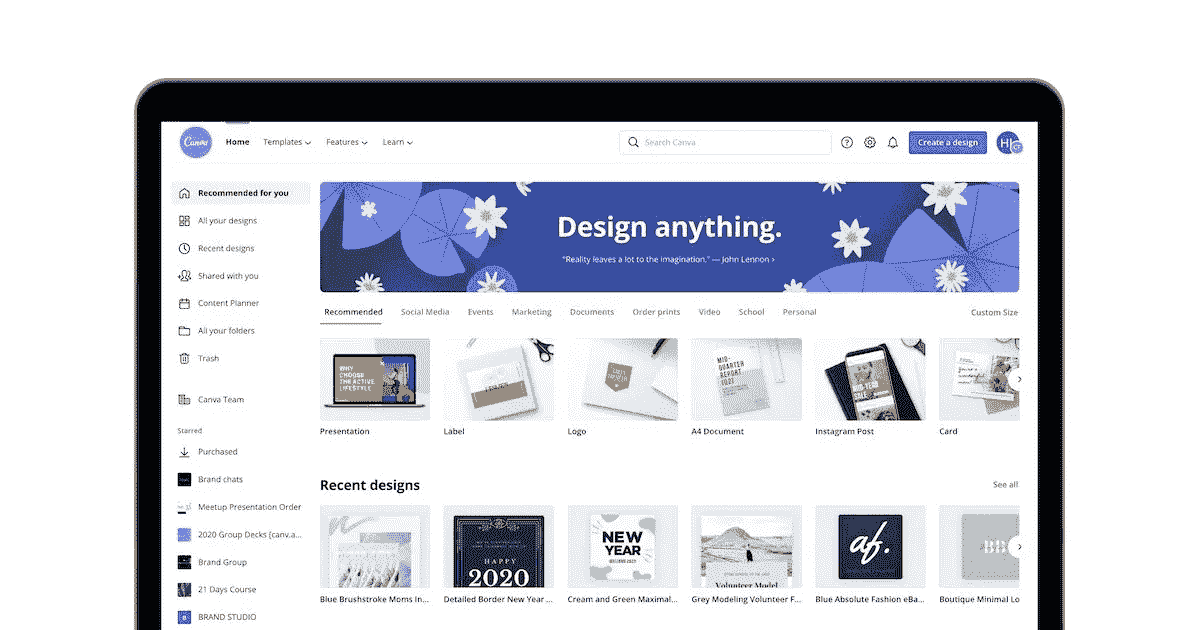 Canva
Home
Templates
Features
Learn
Search Canva
Create a design
Recommended for you
All your designs
Recent designs
Shared with you
Content Planner
All your folders
Trash
Canva Team
Starred
Purchased
Brand chats
Meetup Presentation Order
2020 Group Decks [canv.a...
Brand Group
21 Days Course
BRAND STUDIO
Design anything.
"Reality leaves a lot to the imagination." — John Lennon ›
Recommended
Social Media
Events
Marketing
Documents
Order prints
Video
School
Personal
Custom Size
WHY
CHOOSE
THE ACTIVE
LIFESTYLE
MID-
QUARTER
REPORT
MID-YEAR
SALE
Presentation
Label
Logo
A4 Document
Instagram Post
Card
Recent designs
See all
HAPPY
2020
NEW
YEAR
Volunteer Model
af.
Blue Brushstroke Moms In...
Detailed Border New Year ...
Cream and Green Maximal...
Grey Modeling Volunteer F...
Blue Absolute Fashion eBa...
Boutique Minimal Lo